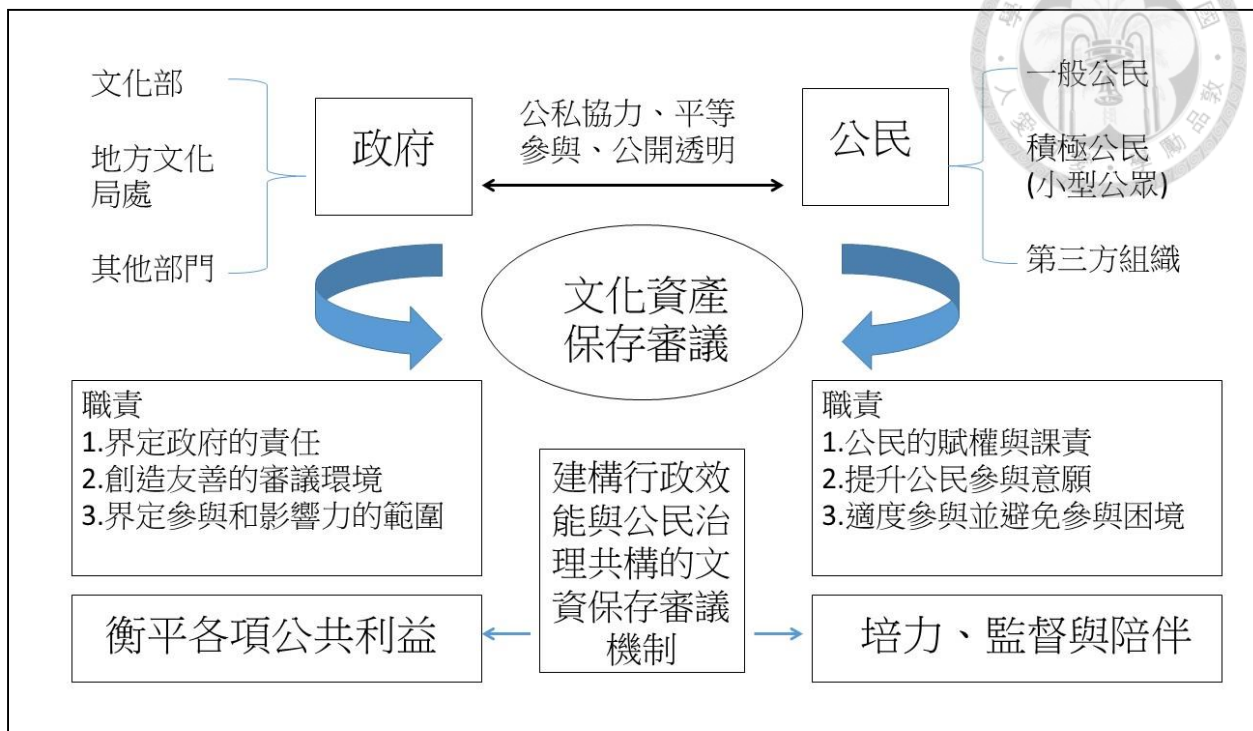 文化部
地方文化
局處
其他部門
政府
公私協力、平等
參與、公開透明
公民
一般公民
積極公民
(小型公眾)
第三方組織
文化資產
保存審議
職責
1.界定政府的責任
2.創造友善的審議環境
3.界定參與和影響力的範圍
職責
1.公民的賦權與課責
2.提升公民參與意願
3.適度參與並避免參與困境
建構行政效
能與公民治
理共構的文
資保存審議
機制
衡平各項公共利益
培力、監督與陪伴